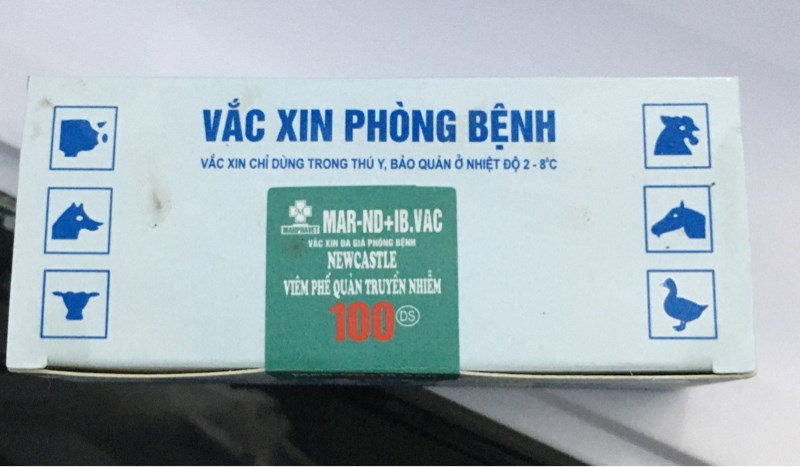 VẮC XIN PHÒNG BỆNH
VẮC XIN CHỈ DÙNG TRONG THÚ Y, BẢO QUẢN Ở NHIỆT ĐỘ 2 - 8°C
MAR-ND+IB.VAC
MARPHAVET
VẮC XIN ĐA GIÁ PHÒNG BỆNH
NEWCASTLE
VIÊM PHẾ QUẢN TRUYỀN NHIỄM
100 DS